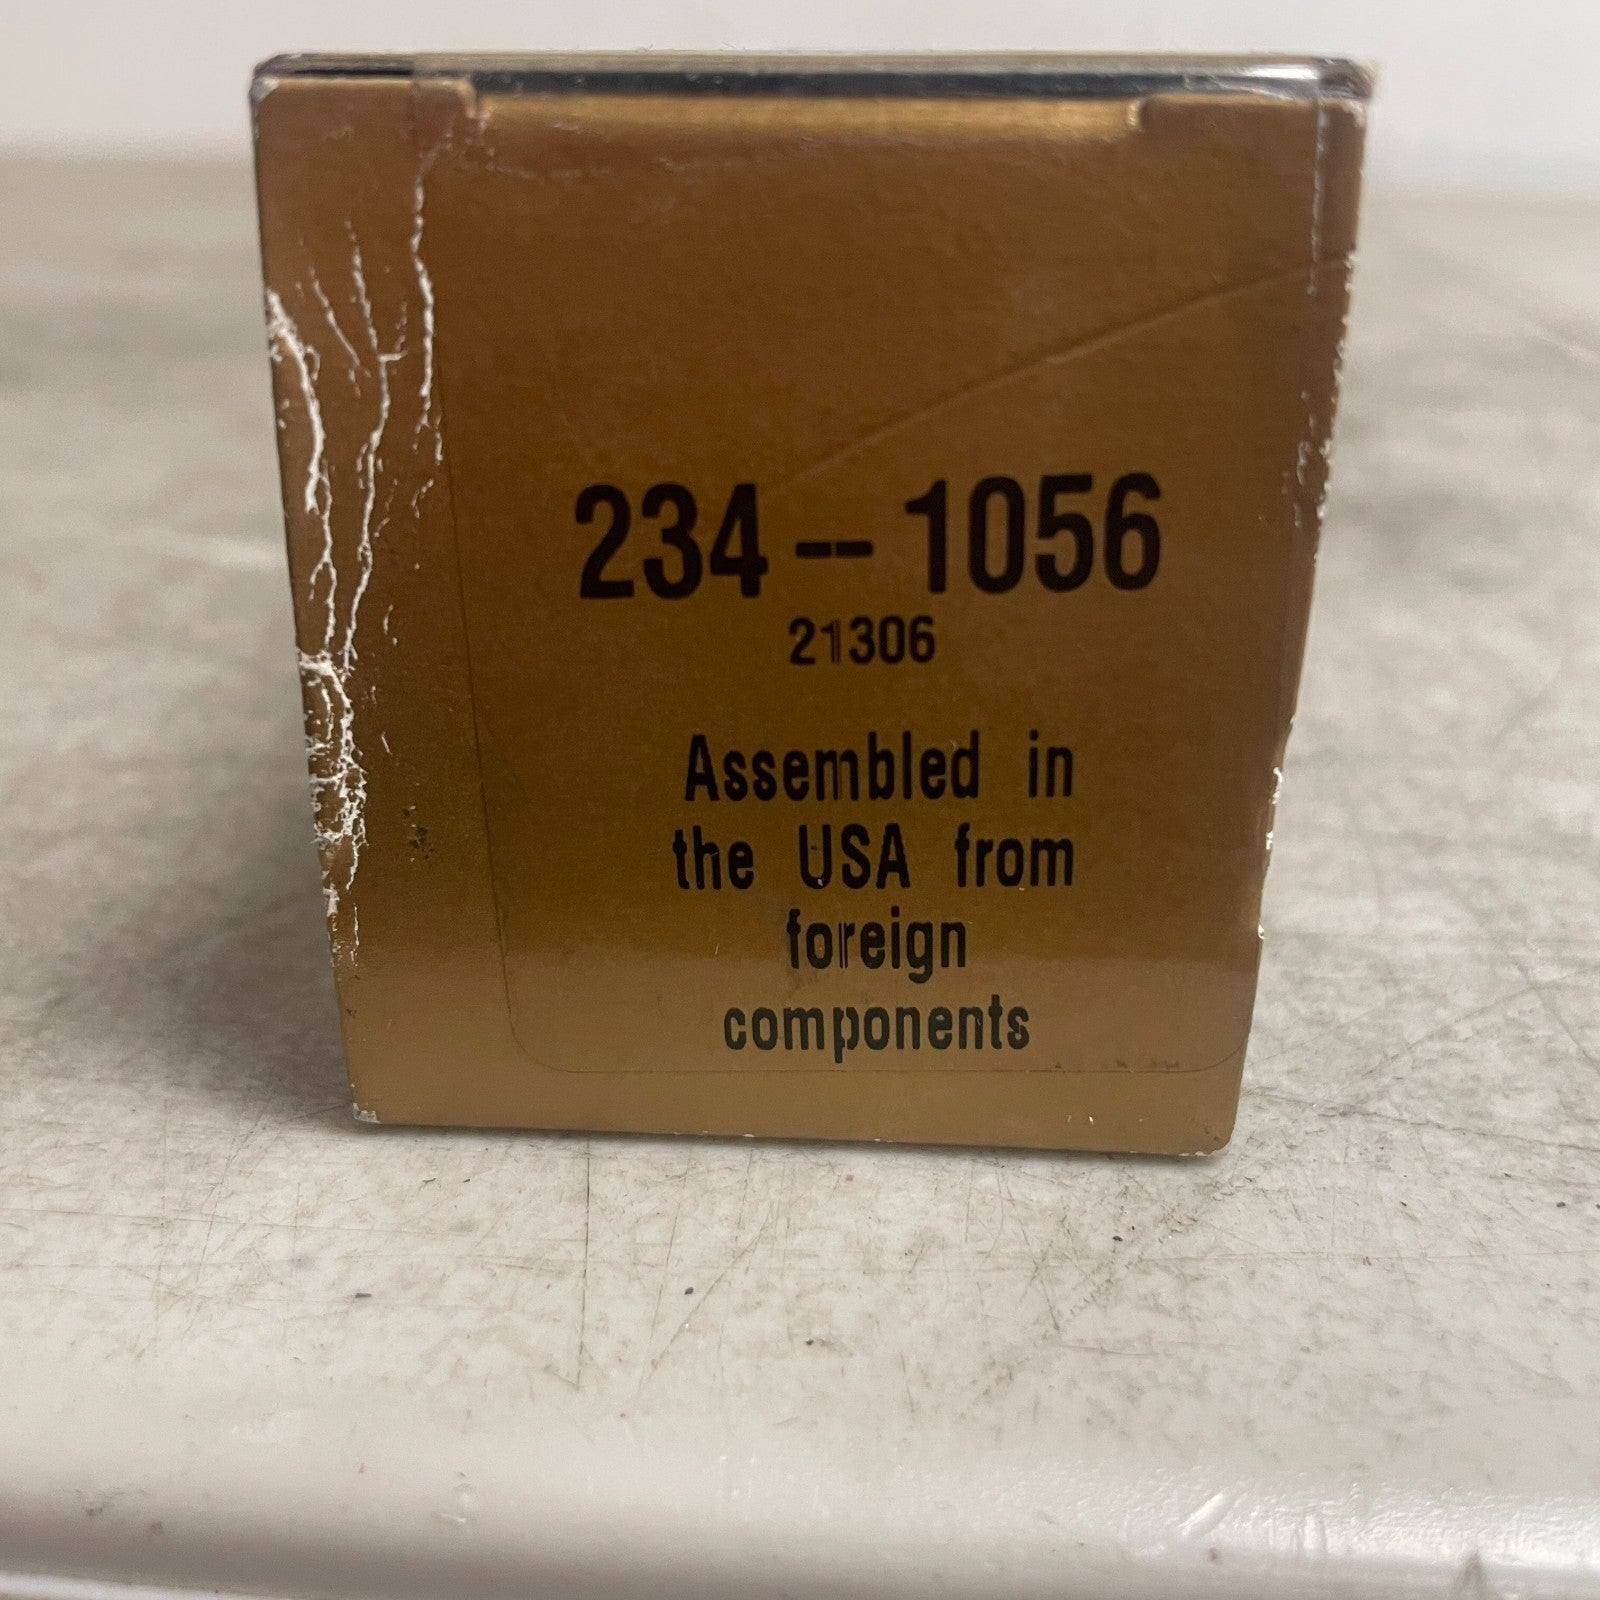 234--1056
21306
Assembled in
the USA from
foreign
components